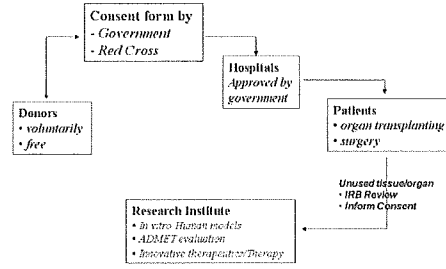 Consent form by
- Government
- Red Cross
Hospitals
Approved by
government
Donors
• voluntarily
• free
Patients
• organ transplanting
• surgery
Unused tissue/organ
• IRB Review
• Inform Consent
Research Institute
• In vitro Human models
• ADMET evaluation
• Innovative therapeutics/Therapy